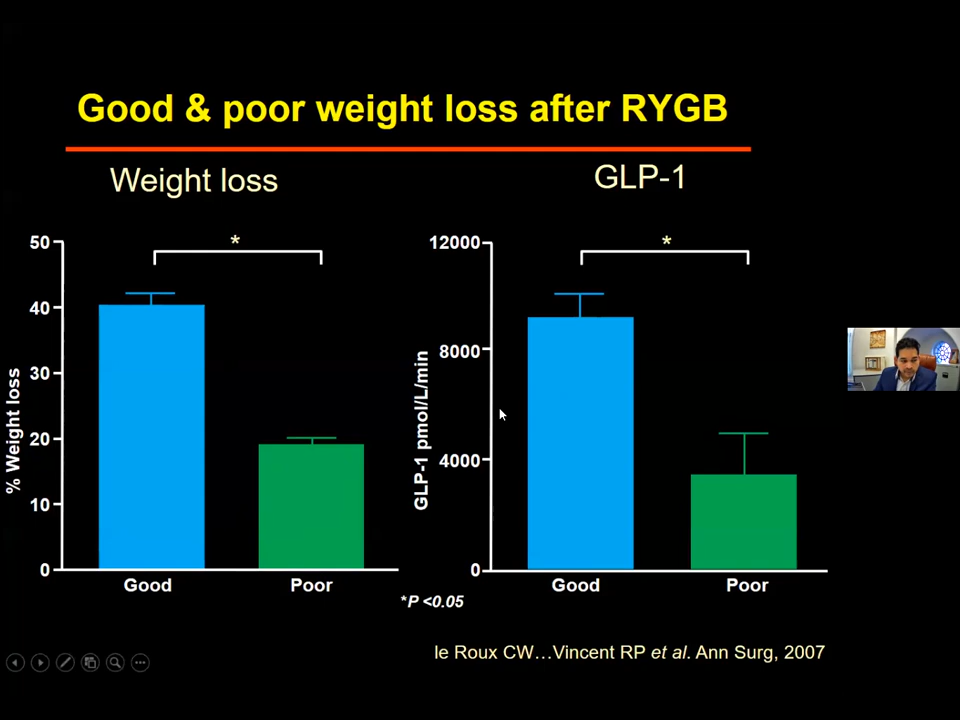 Good & poor weight loss after RYGB
Weight loss
GLP-1
50
40
30
20
10
0
% Weight loss
*
Good
Poor
12000
8000
4000
0
GLP-1 pmol/L/min
*
Good
Poor
*P <0.05
le Roux CW…Vincent RP et al. Ann Surg, 2007